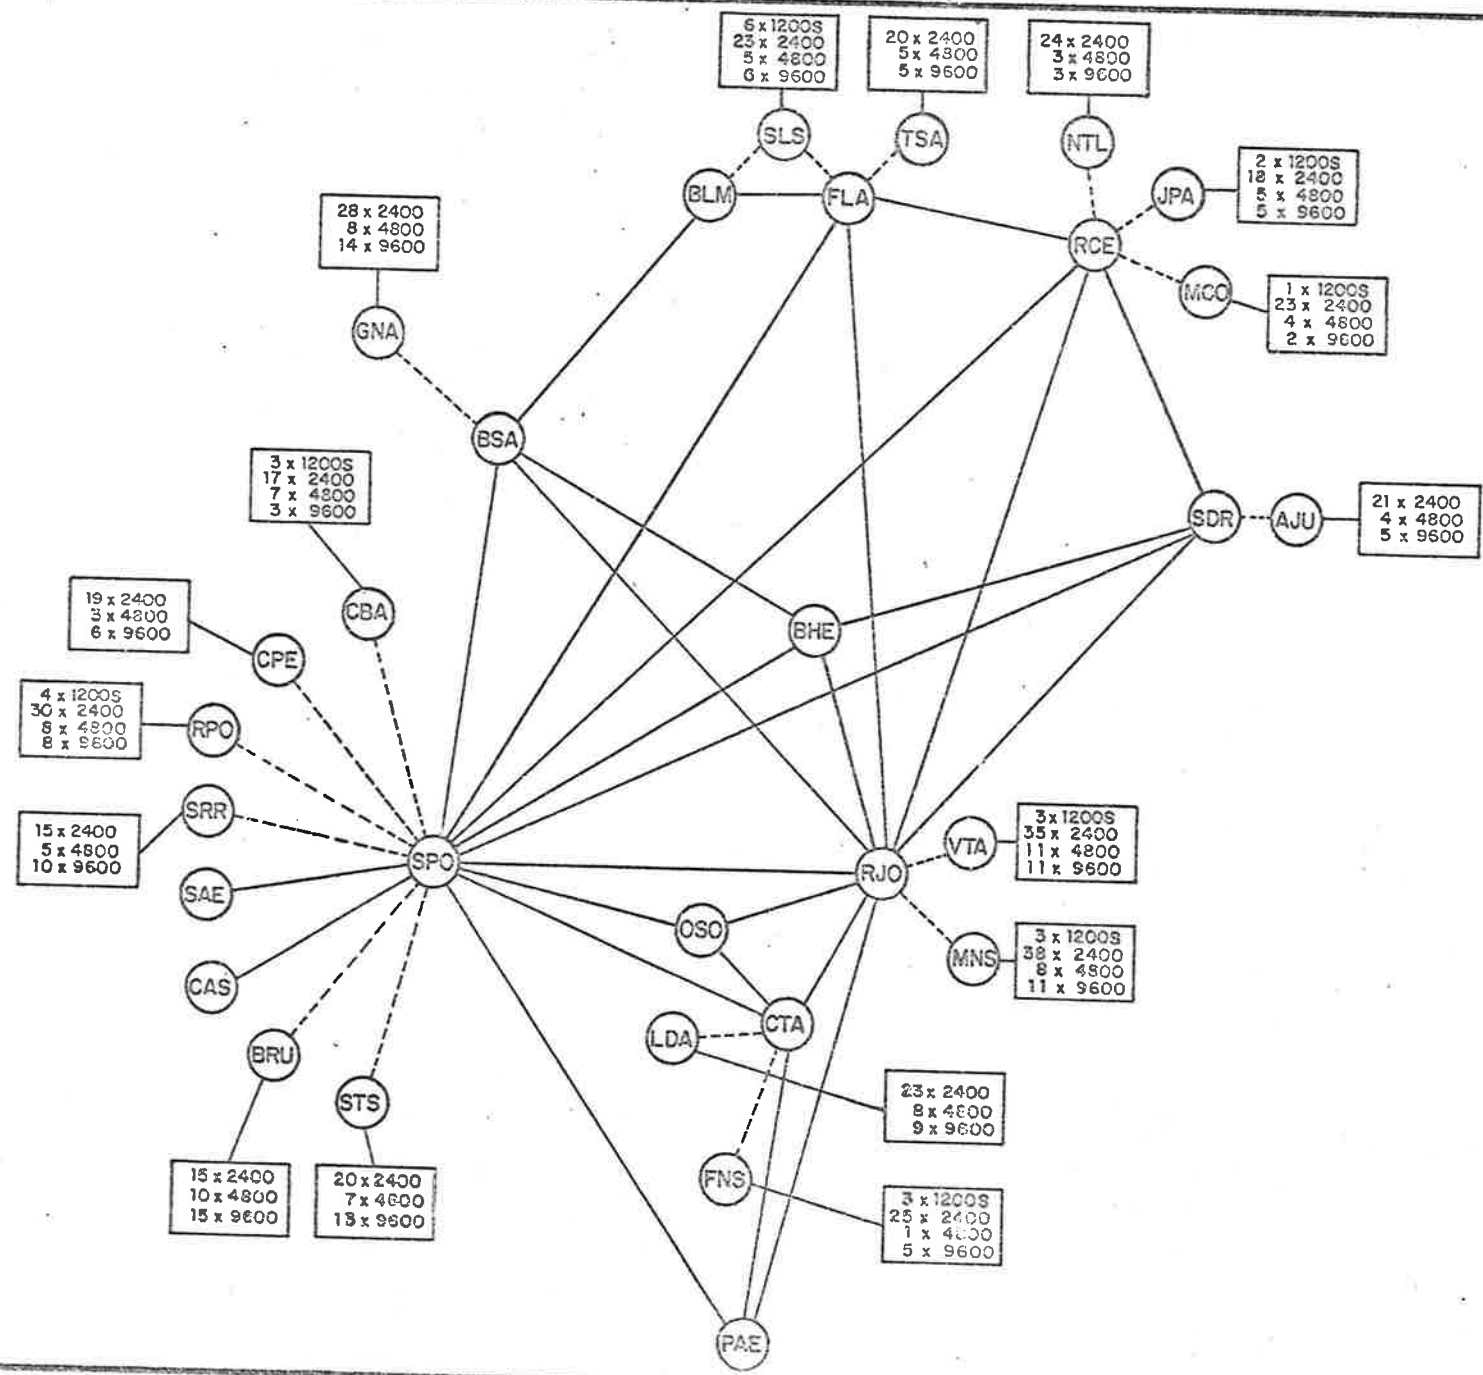 6 x 1200S
23 x 2400
5 x 4800
6 x 9600
20 x 2400
5 x 4800
5 x 9600
24 x 2400
3 x 4800
3 x 9600
SLS
TSA
NTL
2 x 1200S
18 x 2400
5 x 4800
5 x 9600
BLM
FLA
JPA
28 x 2400
8 x 4800
14 x 9600
RCE
GNA
MCO
1 x 1200S
23 x 2400
4 x 4800
2 x 9600
BSA
3 x 1200S
17 x 2400
7 x 4800
3 x 9600
SDR
AJU
21 x 2400
4 x 4800
5 x 9600
19 x 2400
3 x 4800
6 x 9600
CBA
BHE
CPE
4 x 1200S
30 x 2400
8 x 4800
8 x 9600
RPO
SRR
15 x 2400
5 x 4800
10 x 9600
SPO
RJO
VTA
3 x 1200S
35 x 2400
11 x 4800
11 x 9600
SAE
OSO
MNS
3 x 1200S
38 x 2400
8 x 4800
11 x 9600
CAS
CTA
LDA
BRU
STS
23 x 2400
8 x 4800
9 x 9600
15 x 2400
10 x 4800
15 x 9600
20 x 2400
7 x 4800
13 x 9600
FNS
3 x 1200S
25 x 2400
1 x 4800
5 x 9600
PAE